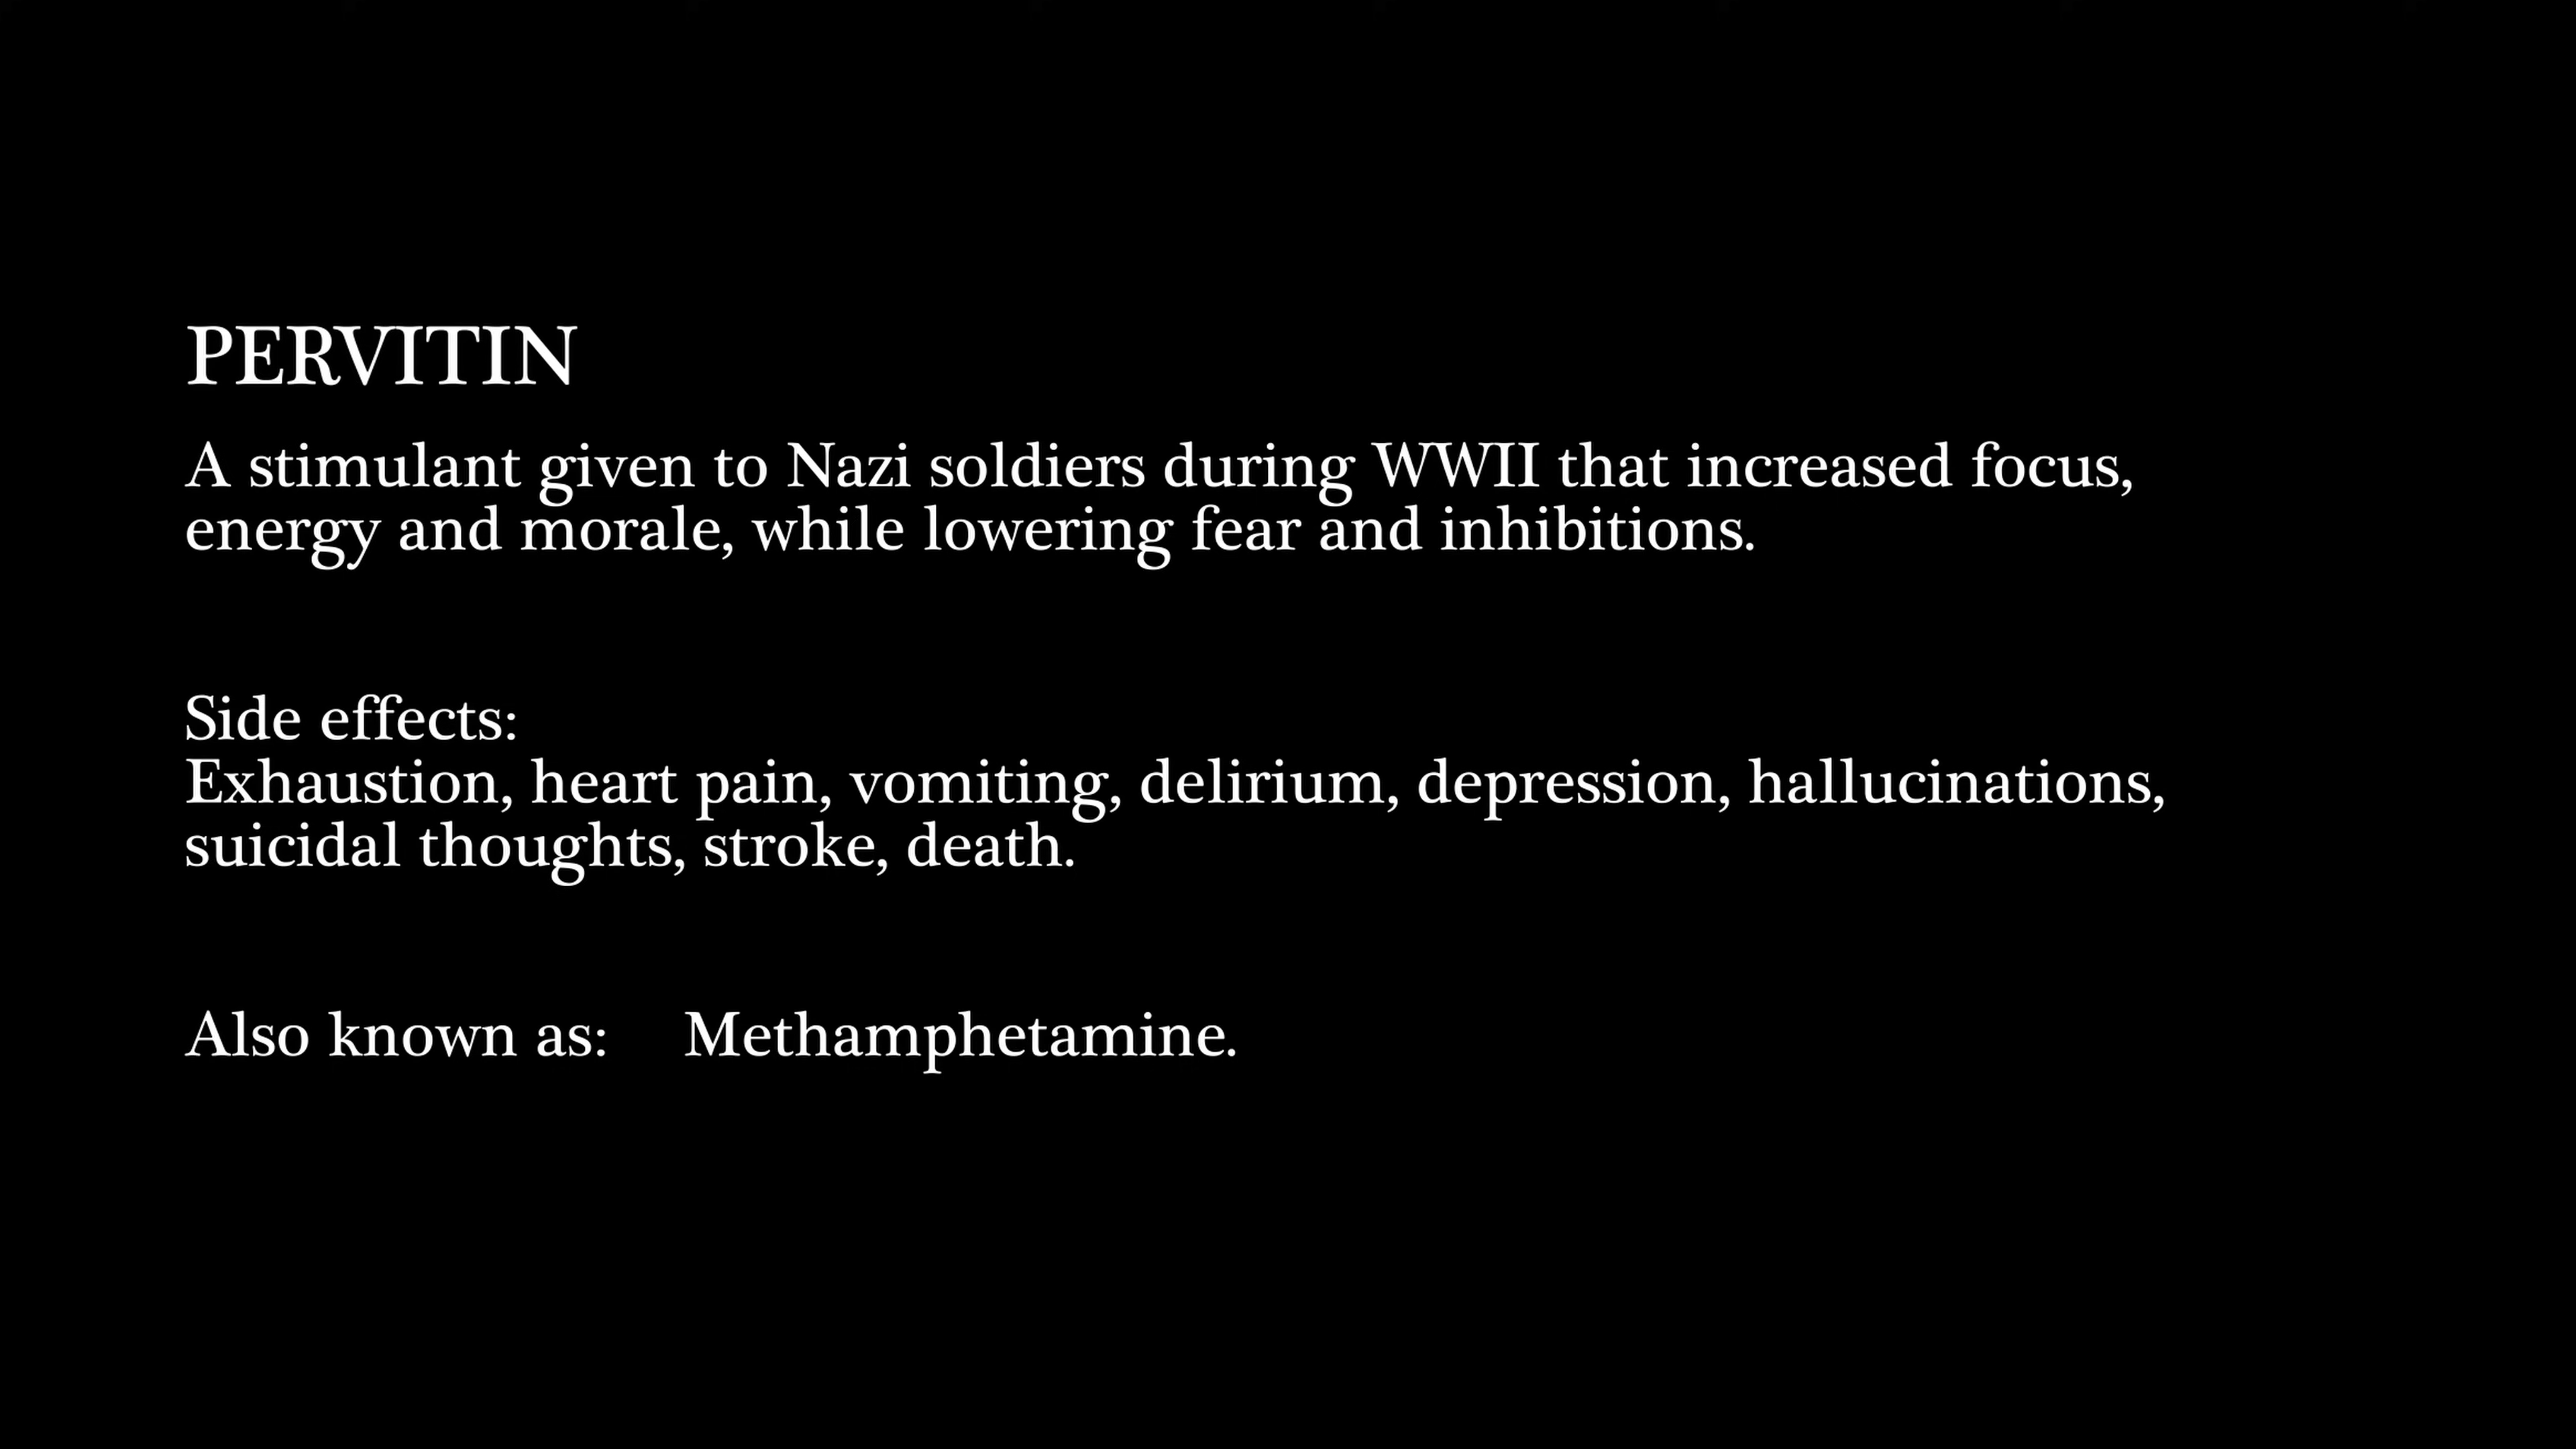 PERVITIN
A stimulant given to Nazi soldiers during WWII that increased focus,
energy and morale, while lowering fear and inhibitions.
Side effects:
Exhaustion, heart pain, vomiting, delirium, depression, hallucinations,
suicidal thoughts, stroke, death.
Also known as: Methamphetamine.